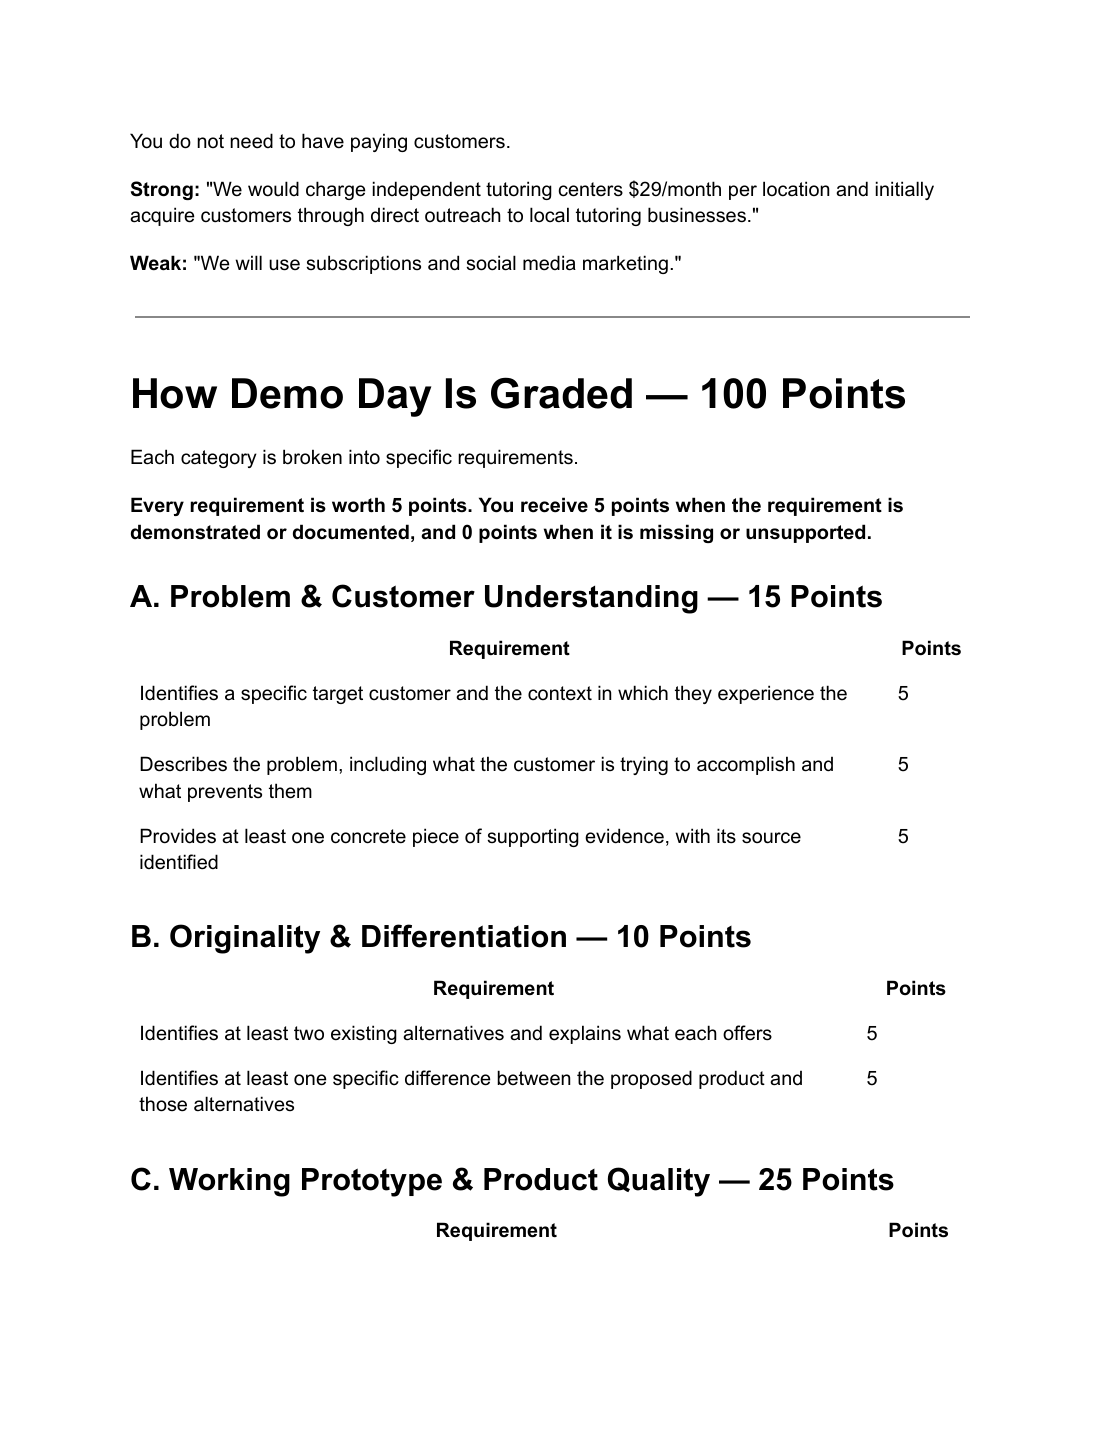 You do not need to have paying customers.
Strong: "We would charge independent tutoring centers $29/month per location and initially
acquire customers through direct outreach to local tutoring businesses."
Weak: "We will use subscriptions and social media marketing."
How Demo Day Is Graded — 100 Points
Each category is broken into specific requirements.
Every requirement is worth 5 points. You receive 5 points when the requirement is
demonstrated or documented, and 0 points when it is missing or unsupported.
A. Problem & Customer Understanding — 15 Points
Requirement Points
Identifies a specific target customer and the context in which they experience the 5
problem
Describes the problem, including what the customer is trying to accomplish and 5
what prevents them
Provides at least one concrete piece of supporting evidence, with its source 5
identified
B. Originality & Differentiation — 10 Points
Requirement Points
Identifies at least two existing alternatives and explains what each offers 5
Identifies at least one specific difference between the proposed product and 5
those alternatives
C. Working Prototype & Product Quality — 25 Points
Requirement Points